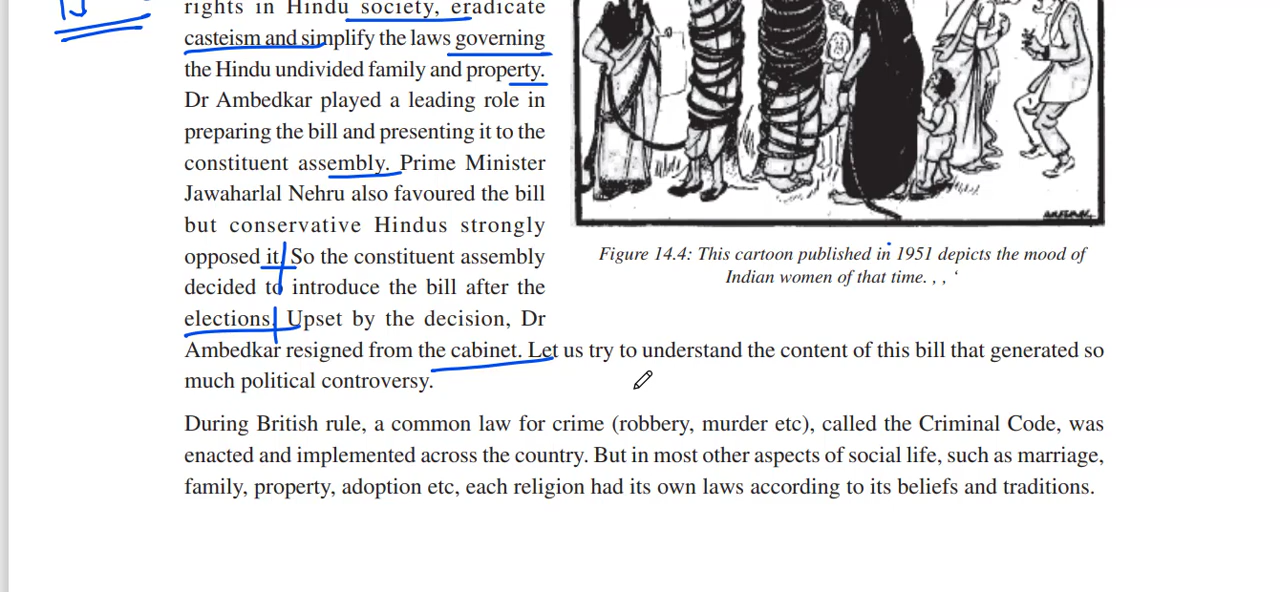 rights in Hindu society, eradicate
casteism and simplify the laws governing
the Hindu undivided family and property.
Dr Ambedkar played a leading role in
preparing the bill and presenting it to the
constituent assembly. Prime Minister
Jawaharlal Nehru also favoured the bill
but conservative Hindus strongly
opposed it. So the constituent assembly
decided to introduce the bill after the
elections. Upset by the decision, Dr
Ambedkar resigned from the cabinet. Let us try to understand the content of this bill that generated so
much political controversy.
Figure 14.4: This cartoon published in 1951 depicts the mood of
Indian women of that time. , , ‘
During British rule, a common law for crime (robbery, murder etc), called the Criminal Code, was
enacted and implemented across the country. But in most other aspects of social life, such as marriage,
family, property, adoption etc, each religion had its own laws according to its beliefs and traditions.